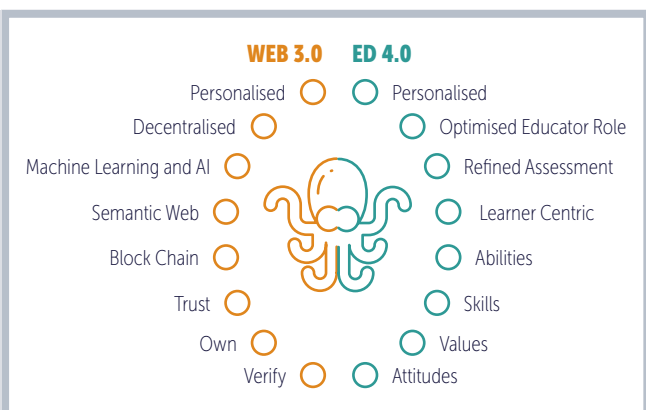 WEB 3.0 ED 4.0
Personalised Personalised
Decentralised Optimised Educator Role
Machine Learning and AI Refined Assessment
Semantic Web Learner Centric
Block Chain Abilities
Trust Skills
Own Values
Verify Attitudes